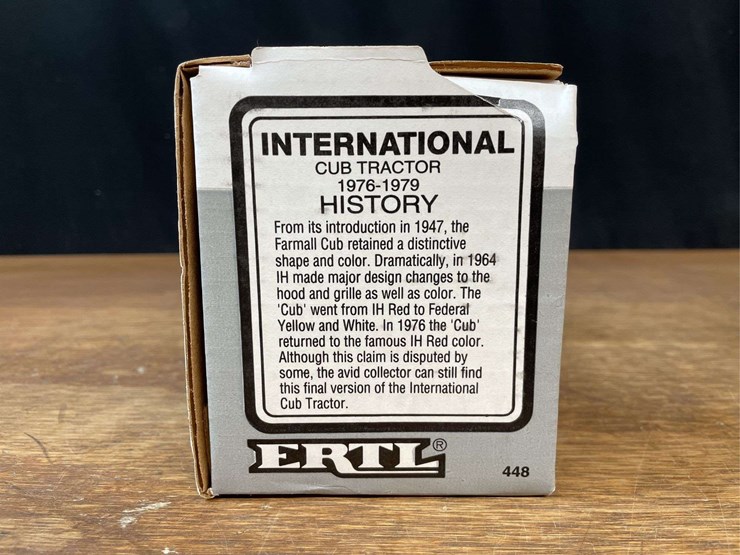 INTERNATIONAL
CUB TRACTOR
1976-1979
HISTORY
From its introduction in 1947, the
Farmall Cub retained a distinctive
shape and color. Dramatically, in 1964
IH made major design changes to the
hood and grille as well as color. The
'Cub' went from IH Red to Federal
Yellow and White. In 1976 the 'Cub'
returned to the famous IH Red color.
Although this claim is disputed by
some, the avid collector can still find
this final version of the International
Cub Tractor.
ERTL®
448